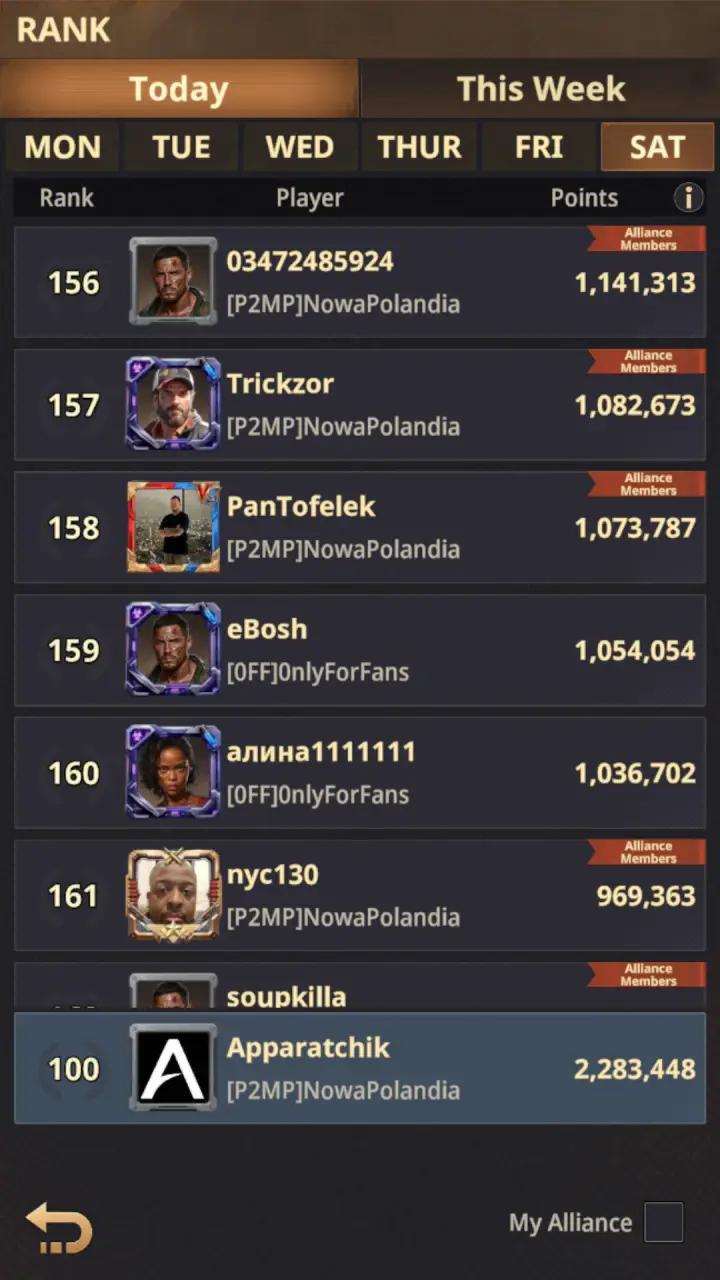 RANK
Today
This Week
MON TUE WED THUR FRI SAT
Rank Player Points
Alliance Members
156 03472485924 1,141,313
[P2MP]NowaPolandia
Alliance Members
157 Trickzor 1,082,673
[P2MP]NowaPolandia
Alliance Members
158 PanTofelek 1,073,787
[P2MP]NowaPolandia
159 eBosh 1,054,054
[0FF]0nlyForFans
160 алина1111111 1,036,702
[0FF]0nlyForFans
Alliance Members
161 nyc130 969,363
[P2MP]NowaPolandia
Alliance Members
soupkilla
100 Apparatchik 2,283,448
[P2MP]NowaPolandia
My Alliance